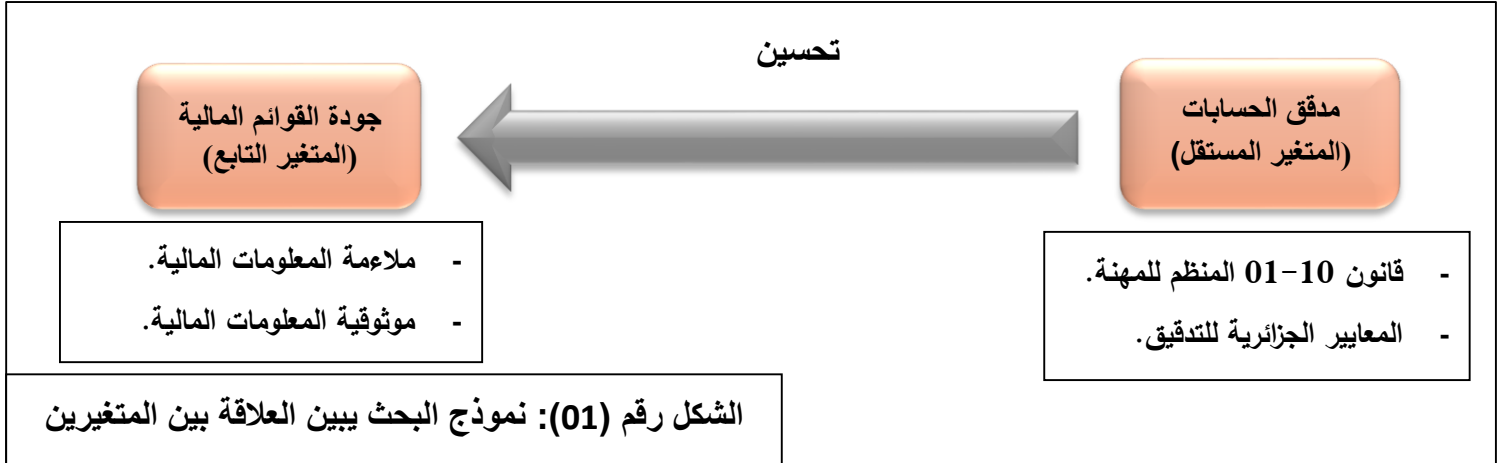 تحسين
مدقق الحسابات
(المتغير المستقل)
جودة القوائم المالية
(المتغير التابع)
- قانون 10-01 المنظم للمهنة.
- المعايير الجزائرية للتدقيق.
- ملاءمة المعلومات المالية.
- موثوقية المعلومات المالية.
الشكل رقم (01): نموذج البحث يبين العلاقة بين المتغيرين